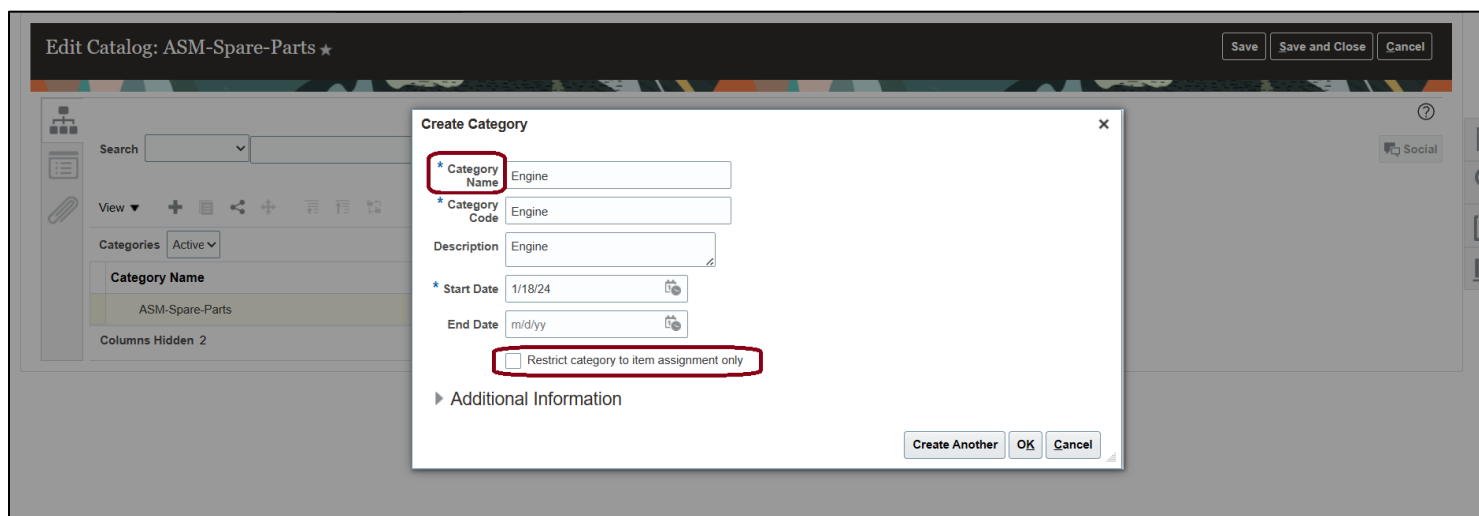 Edit Catalog: ASM-Spare-Parts
Save Save and Close Cancel
Search
Social
View
Categories Active
Category Name
ASM-Spare-Parts
Columns Hidden 2
Create Category
* Category Name Engine
* Category Code Engine
Description Engine
* Start Date 1/18/24
End Date m/d/yy
Restrict category to item assignment only
Additional Information
Create Another OK Cancel